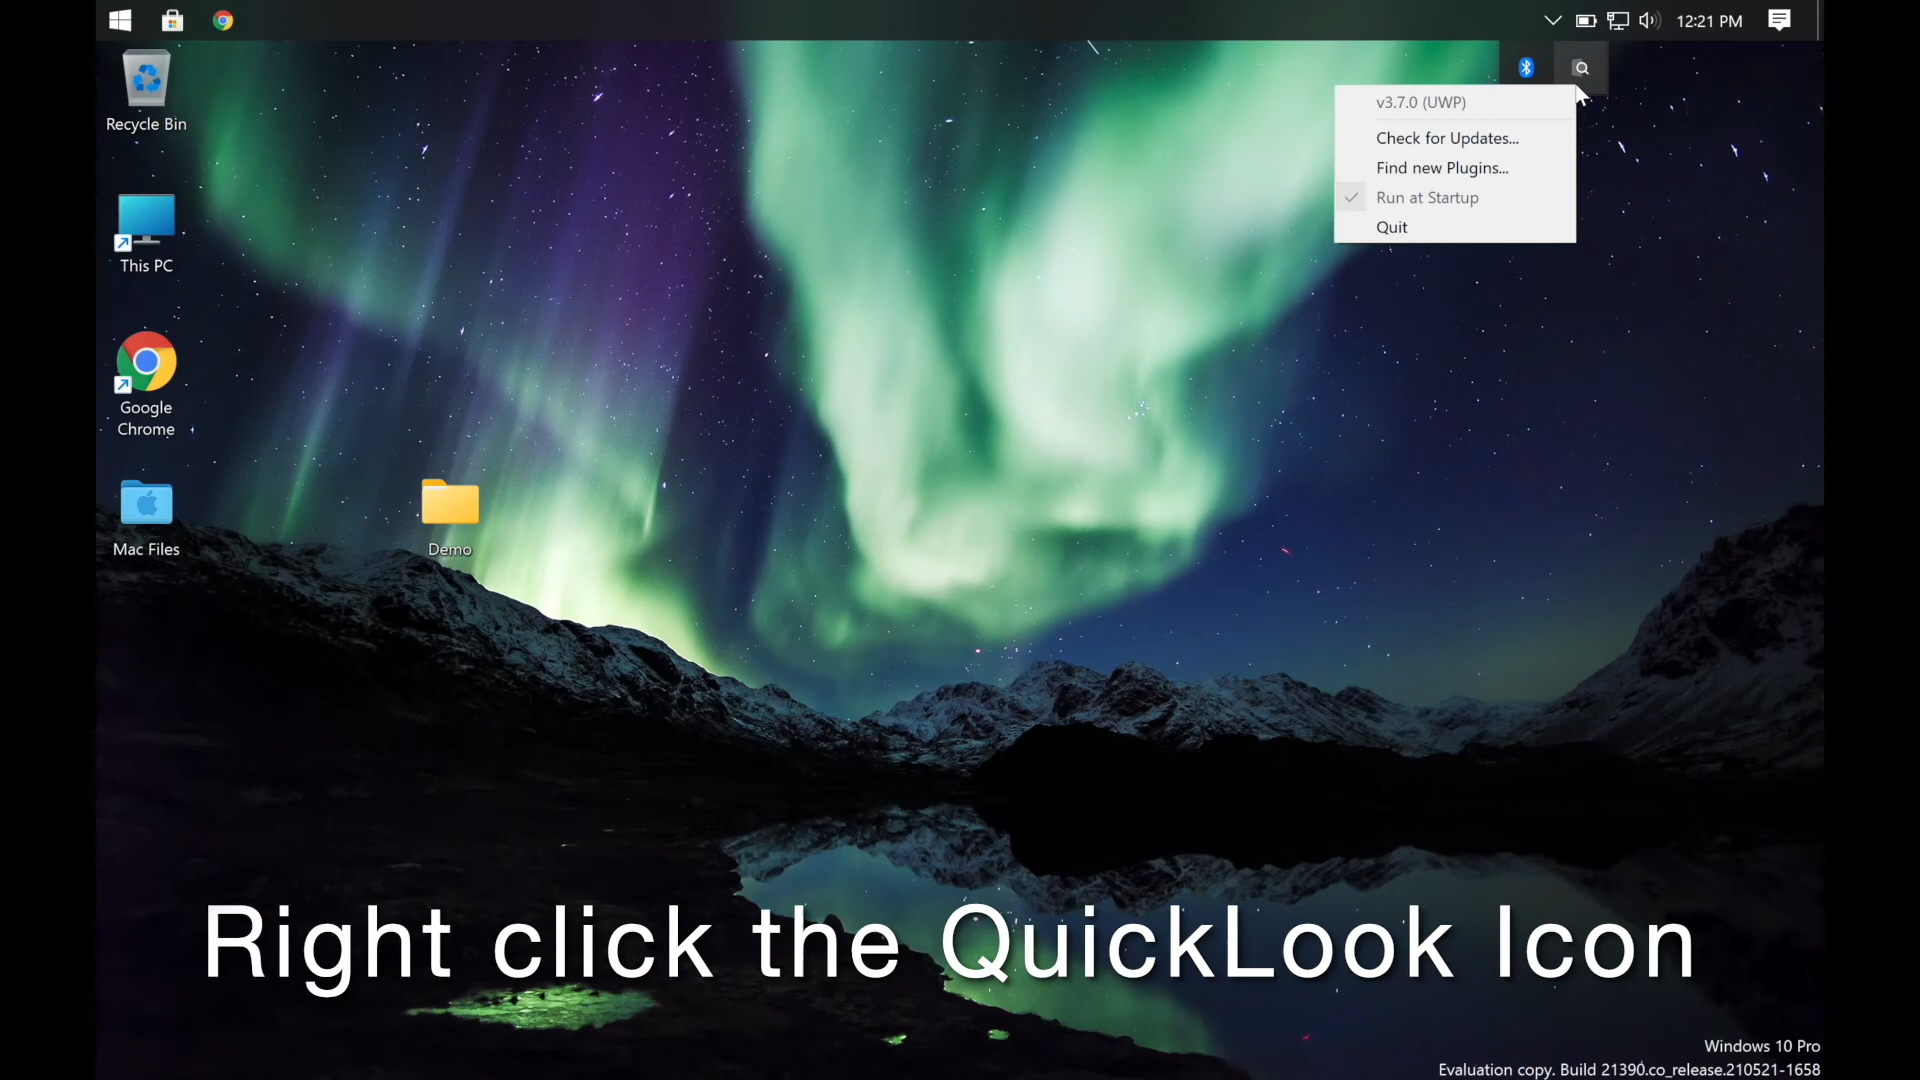 12:21 PM
Recycle Bin
v3.7.0 (UWP)
Check for Updates...
Find new Plugins...
Run at Startup
Quit
This PC
Google
Chrome
Mac Files
Demo
Right click the QuickLook Icon
Windows 10 Pro
Evaluation copy. Build 21390.co_release.210521-1658